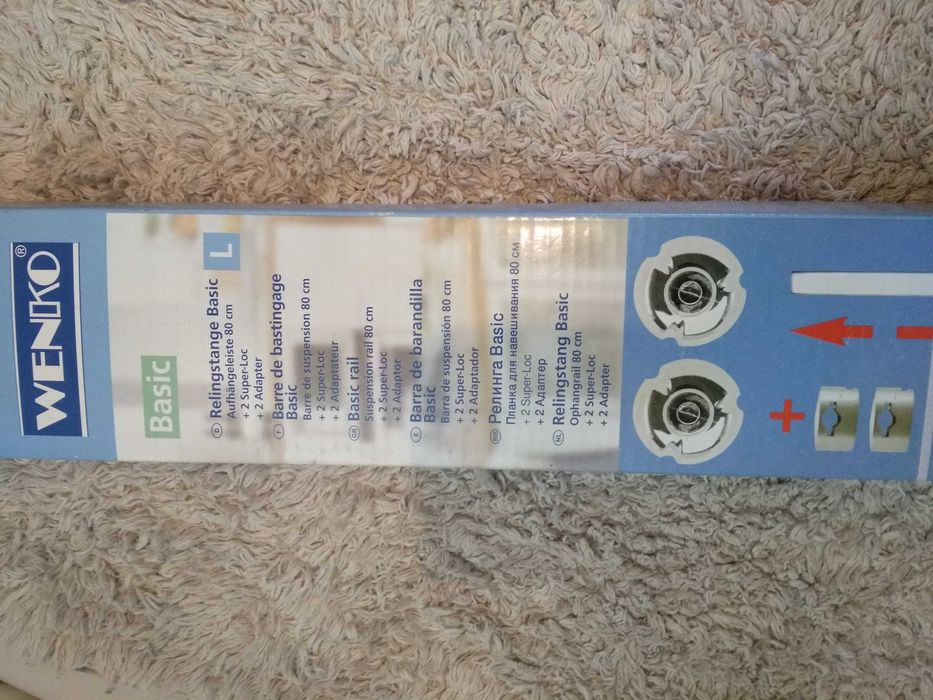 WENKO®
Basic
L
D Relingstange Basic
Aufhängeleiste 80 cm
+ 2 Super-Loc
+ 2 Adapter
F Barre de bastingage
Basic
Barre de suspension 80 cm
+ 2 Super-Loc
+ 2 Adaptateur
GB Basic rail
Suspension rail 80 cm
+ 2 Super-Loc
+ 2 Adaptor
E Barra de barandilla
Basic
Barra de suspensión 80 cm
+ 2 Super-Loc
+ 2 Adaptador
RUS Релинга Basic
Планка для навешивания 80 см
+ 2 Super-Loc
+ 2 Адаптер
NL Relingstang Basic
Ophangrail 80 cm
+ 2 Super-Loc
+ 2 Adapter
+